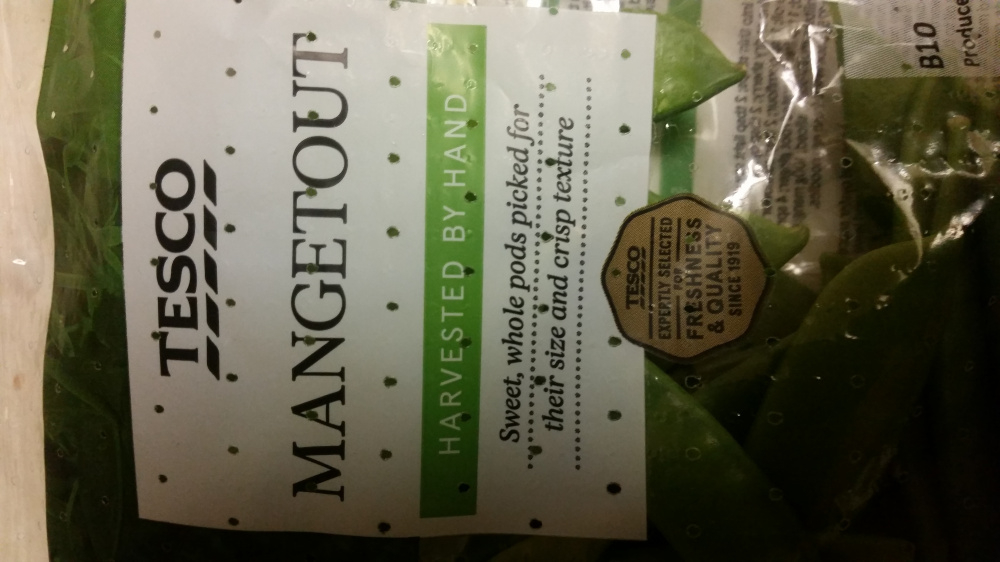 TESCO
MANGETOUT
HARVESTED BY HAND
Sweet, whole pods picked for
their size and crisp texture
TESCO
EXPERTLY SELECTED
FOR
FRESHNESS
& QUALITY
SINCE 1919
B10
Produce